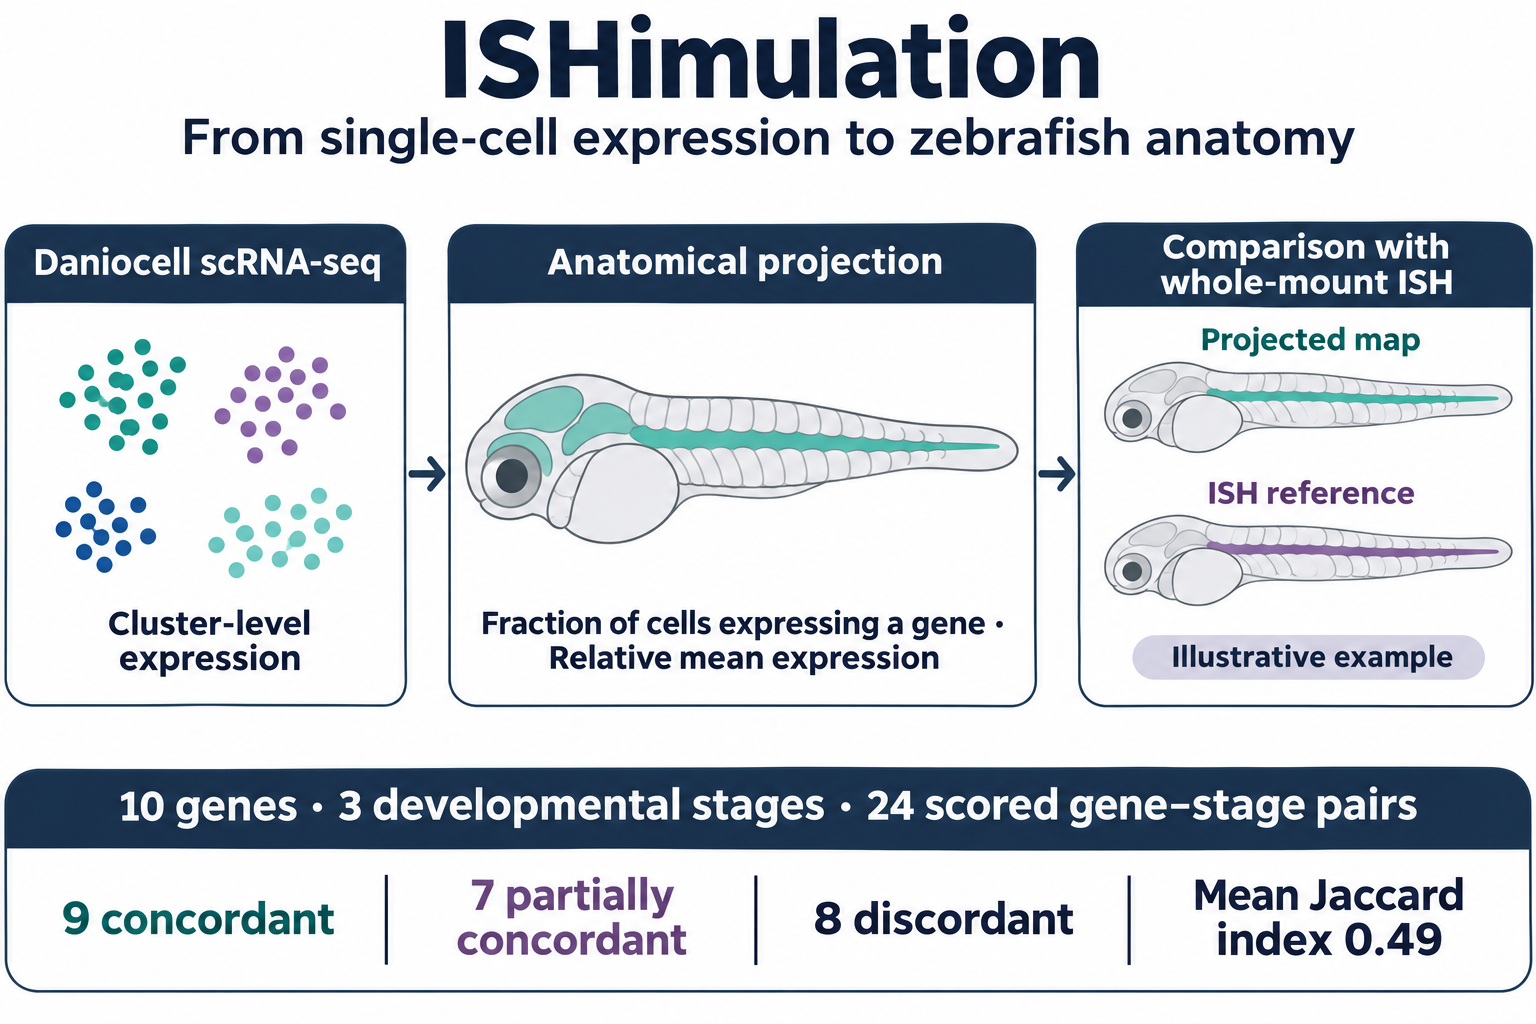 ISHimulation
From single-cell expression to zebrafish anatomy
Daniocell scRNA-seq
Cluster-level
expression
Anatomical projection
Fraction of cells expressing a gene •
Relative mean expression
Comparison with
whole-mount ISH
Projected map
ISH reference
Illustrative example
10 genes • 3 developmental stages • 24 scored gene–stage pairs
9 concordant
7 partially
concordant
8 discordant
Mean Jaccard
index 0.49